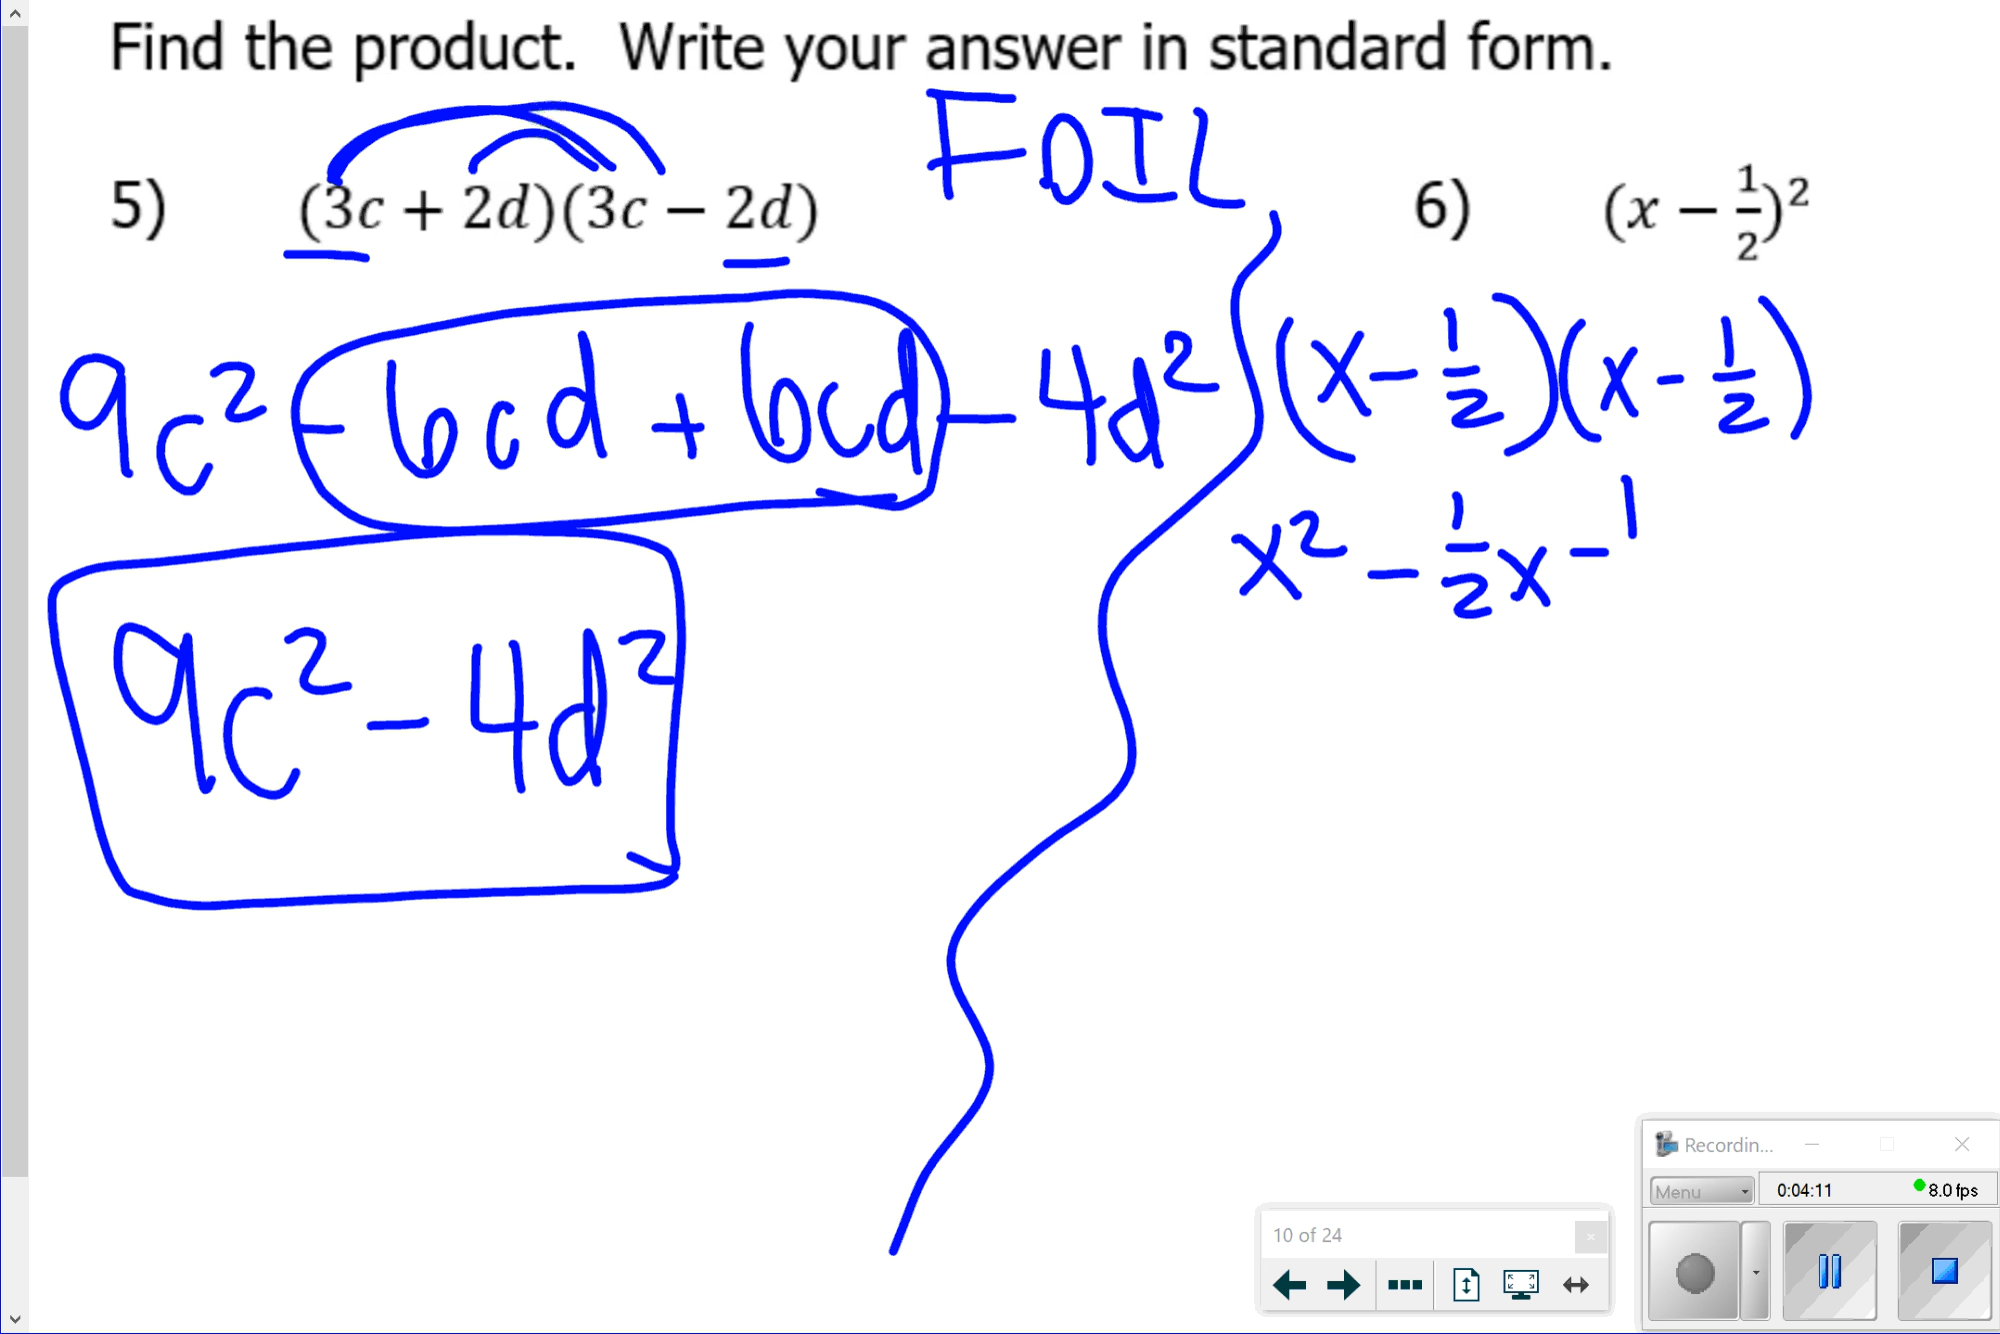 Find the product. Write your answer in standard form.
FOIL
5) (3c + 2d)(3c − 2d)
9c² − 6cd + 6cd − 4d²
9c² − 4d²
6) (x − 1/2)²
(x − 1/2)(x − 1/2)
x² − 1/2x − 1
Recordin...
Menu 0:04:11 8.0 fps
10 of 24